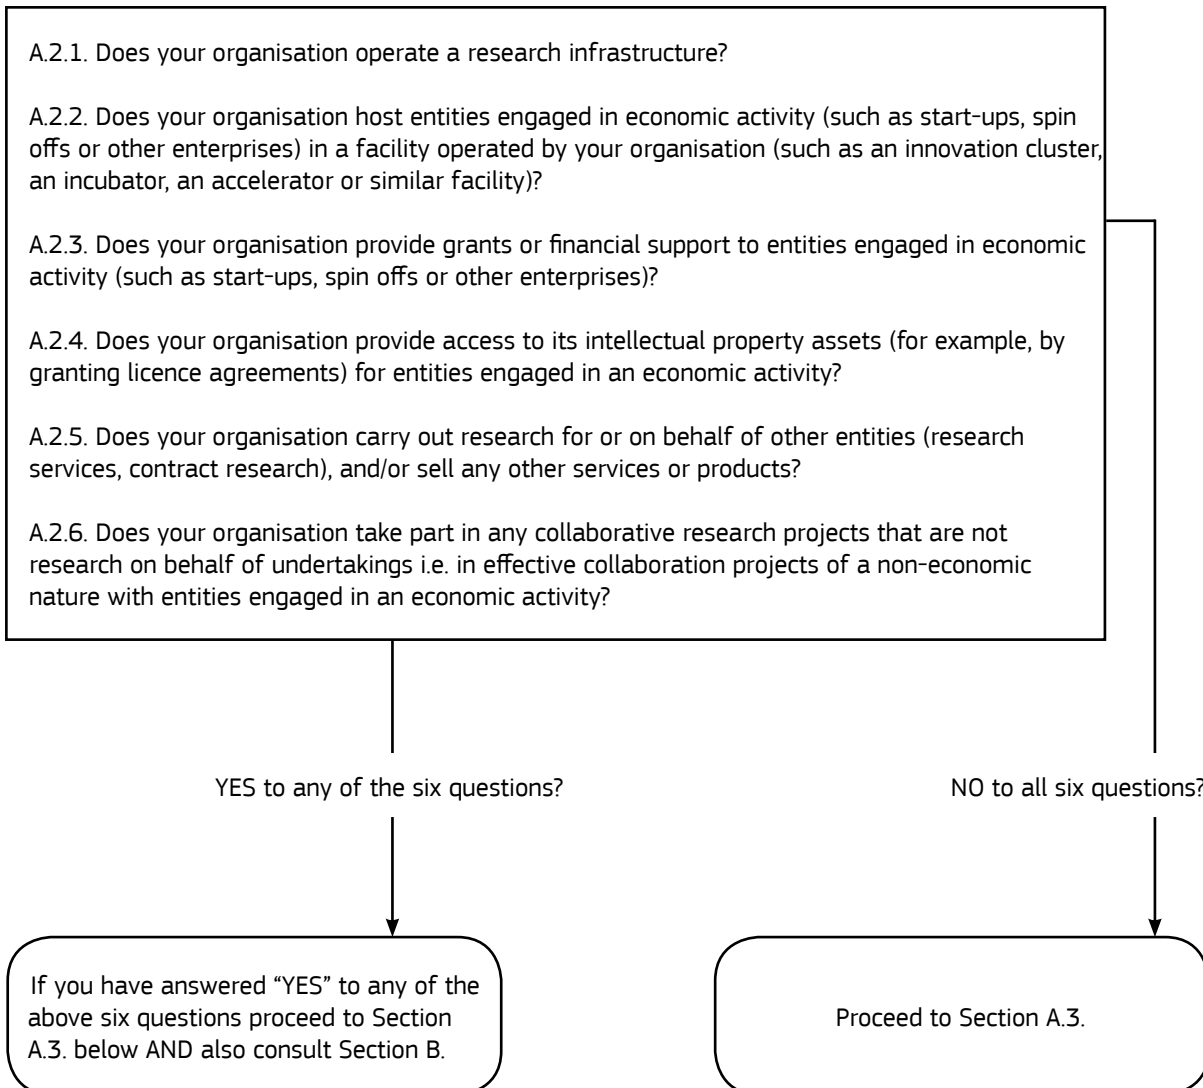 A.2.1. Does your organisation operate a research infrastructure?
A.2.2. Does your organisation host entities engaged in economic activity (such as start-ups, spin
offs or other enterprises) in a facility operated by your organisation (such as an innovation cluster,
an incubator, an accelerator or similar facility)?
A.2.3. Does your organisation provide grants or financial support to entities engaged in economic
activity (such as start-ups, spin offs or other enterprises)?
A.2.4. Does your organisation provide access to its intellectual property assets (for example, by
granting licence agreements) for entities engaged in an economic activity?
A.2.5. Does your organisation carry out research for or on behalf of other entities (research
services, contract research), and/or sell any other services or products?
A.2.6. Does your organisation take part in any collaborative research projects that are not
research on behalf of undertakings i.e. in effective collaboration projects of a non-economic
nature with entities engaged in an economic activity?
YES to any of the six questions?
NO to all six questions?
If you have answered “YES” to any of the
above six questions proceed to Section
A.3. below AND also consult Section B.
Proceed to Section A.3.